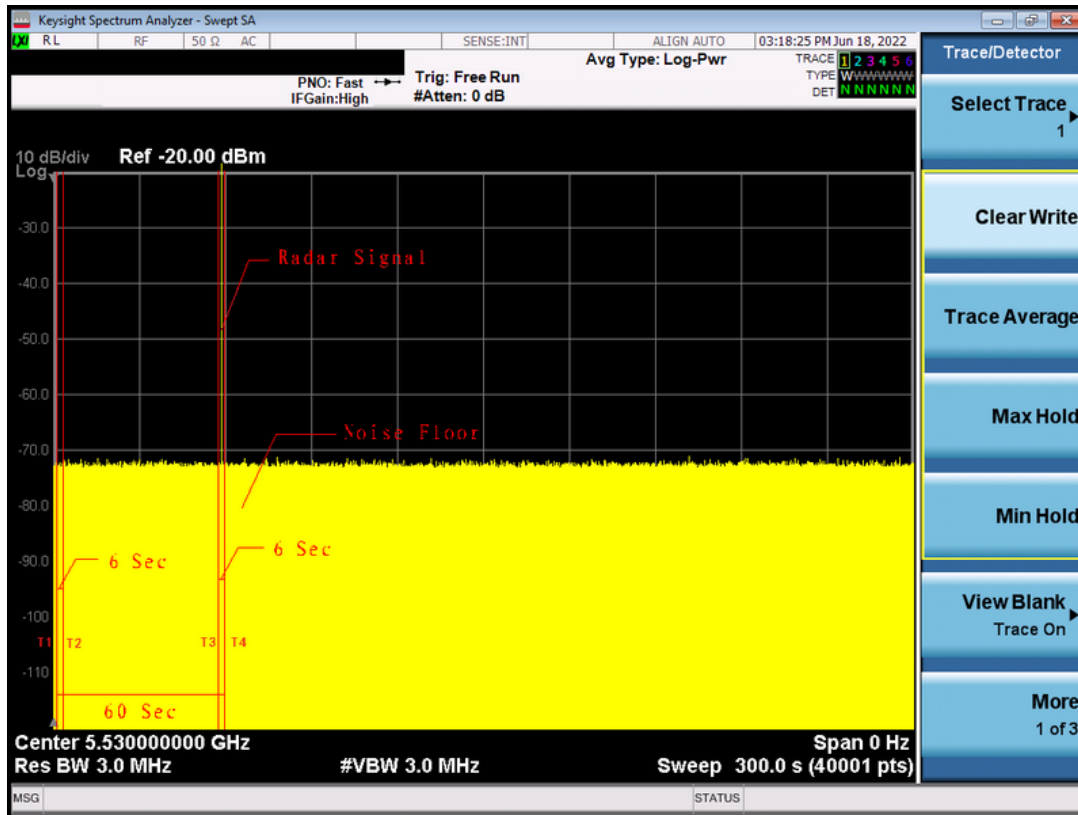 Keysight Spectrum Analyzer - Swept SA
LXI RL RF 50 Ω AC SENSE:INT ALIGN AUTO 03:18:25 PM Jun 18, 2022
PNO: Fast
IFGain:High
Trig: Free Run
#Atten: 0 dB
Avg Type: Log-Pwr
TRACE 1 2 3 4 5 6
TYPE WWWWWW
DET N N N N N N
10 dB/div Ref -20.00 dBm
Log
-30.0
-40.0
-50.0
-60.0
-70.0
-80.0
-90.0
-100
-110
Radar Signal
Noise Floor
6 Sec
6 Sec
T1 T2 T3 T4
60 Sec
Center 5.530000000 GHz Span 0 Hz
Res BW 3.0 MHz #VBW 3.0 MHz Sweep 300.0 s (40001 pts)
MSG STATUS
Trace/Detector
Select Trace
1
Clear Write
Trace Average
Max Hold
Min Hold
View Blank
Trace On
More
1 of 3